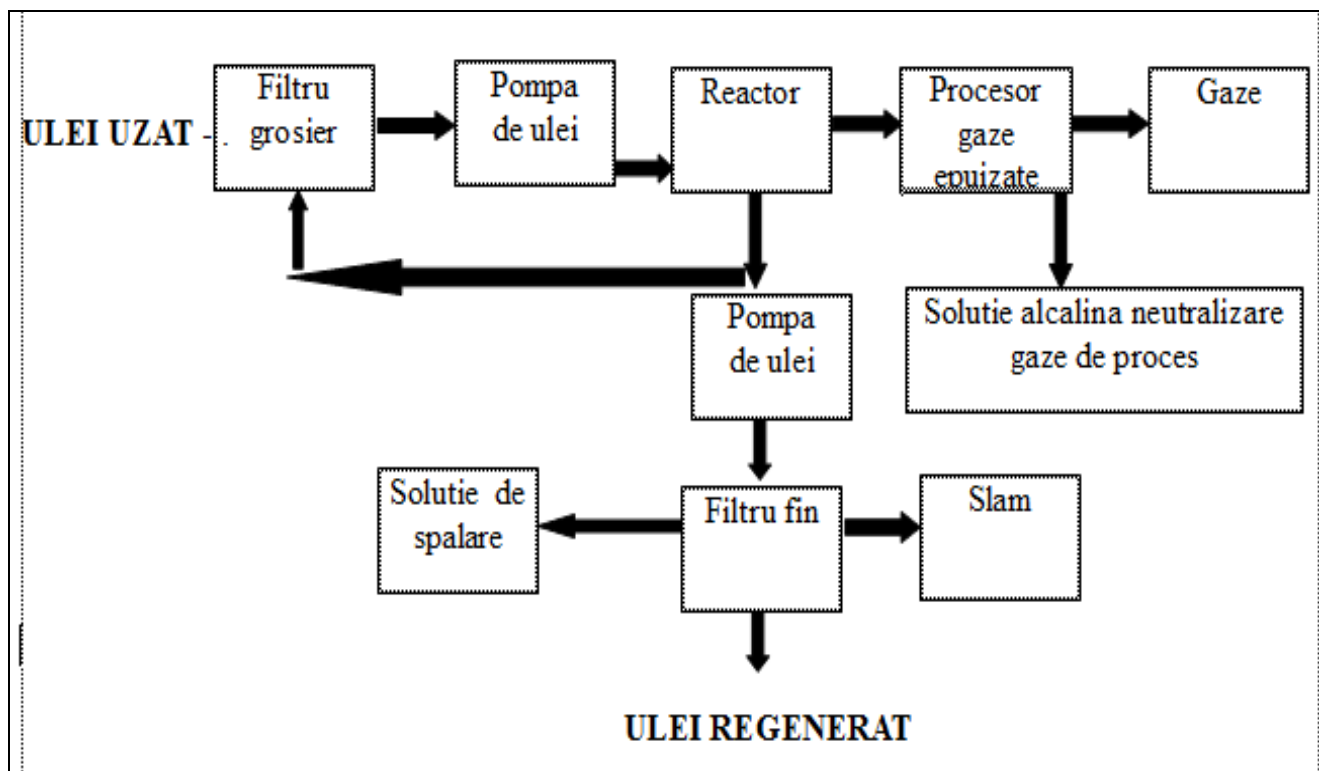 ULEI UZAT - .
Filtru
grosier
Pompa
de ulei
Reactor
Procesor
gaze
epuizate
Gaze
Pompa
de ulei
Solutie alcalina neutralizare
gaze de proces
Solutie de
spalare
Filtru fin
Slam
ULEI REGENERAT